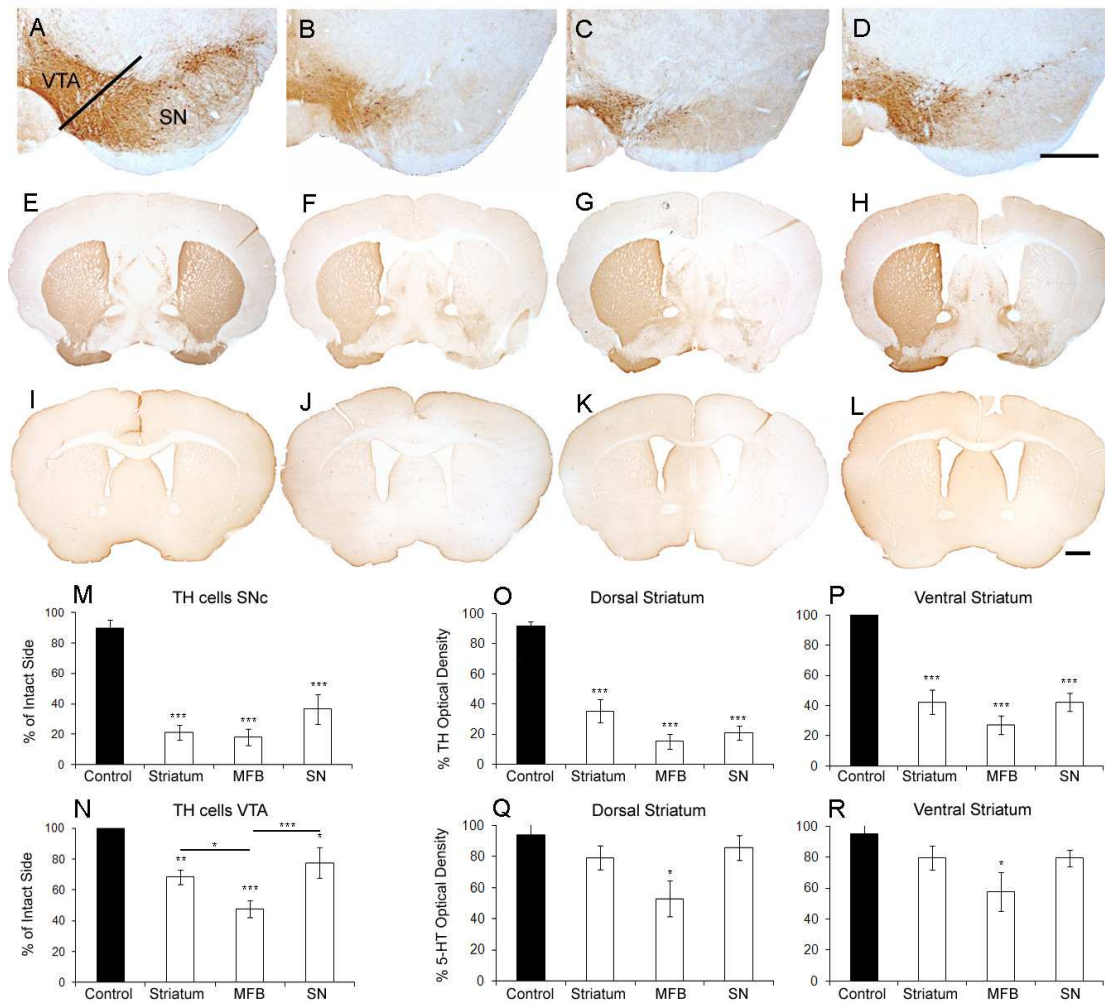 A B C D
VTA
SN
E F G H
I J K L
M TH cells SNc
% of Intact Side
100
80
60
40
20
0
*** *** ***
Control Striatum MFB SN
O Dorsal Striatum
% TH Optical Density
100
80
60
40
20
0
*** *** ***
Control Striatum MFB SN
P Ventral Striatum
100
80
60
40
20
0
*** *** ***
Control Striatum MFB SN
N TH cells VTA
% of Intact Side
100
80
60
40
20
0
* ***
** *** *
Control Striatum MFB SN
Q Dorsal Striatum
% 5-HT Optical Density
100
80
60
40
20
0
*
Control Striatum MFB SN
R Ventral Striatum
100
80
60
40
20
0
*
Control Striatum MFB SN